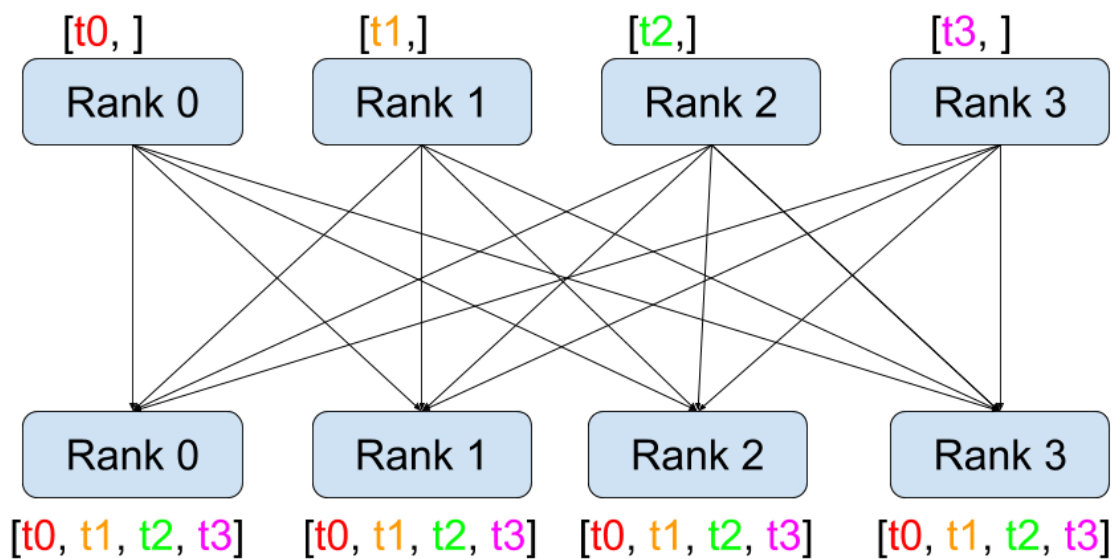 [t0, ] [t1,] [t2,] [t3, ]
Rank 0 Rank 1 Rank 2 Rank 3
Rank 0 Rank 1 Rank 2 Rank 3
[t0, t1, t2, t3] [t0, t1, t2, t3] [t0, t1, t2, t3] [t0, t1, t2, t3]